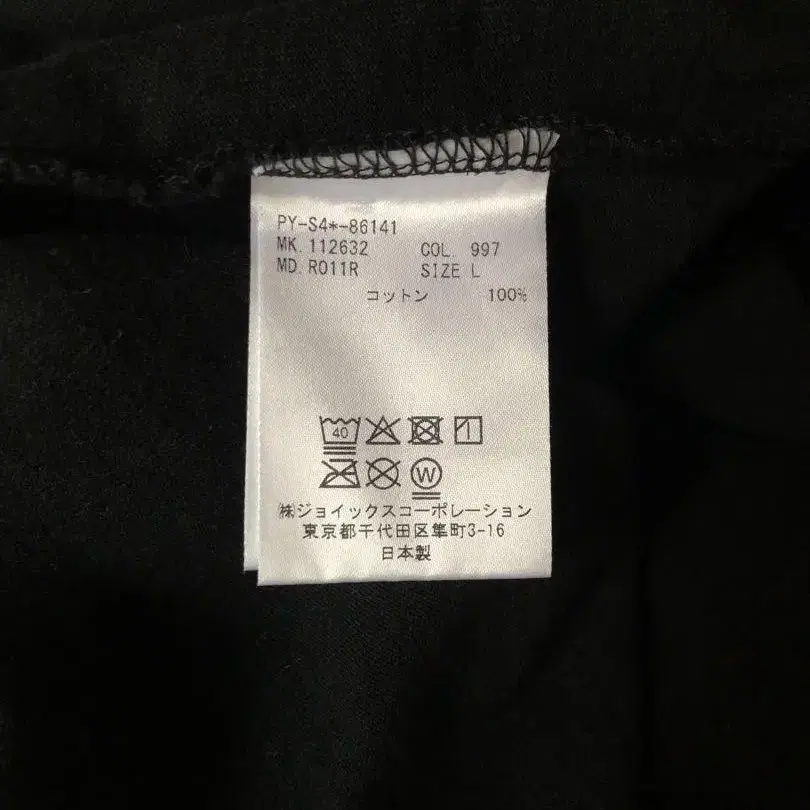 PY-S4*-86141
MK. 112632 COL. 997
MD. R011R SIZE L
コットン 100%
40
W
㈱ジョイックスコーポレーション
東京都千代田区隼町3-16
日本製